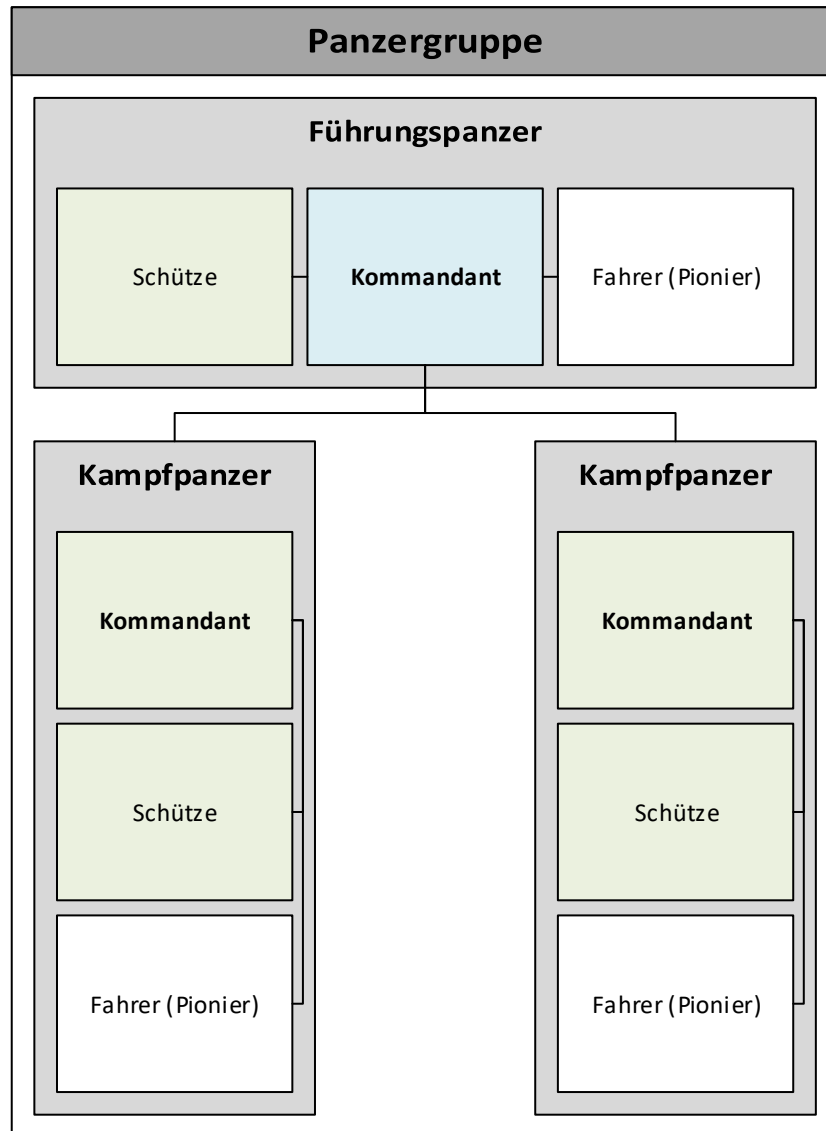 Panzergruppe
Führungspanzer
Schütze
Kommandant
Fahrer (Pionier)
Kampfpanzer
Kommandant
Schütze
Fahrer (Pionier)
Kampfpanzer
Kommandant
Schütze
Fahrer (Pionier)